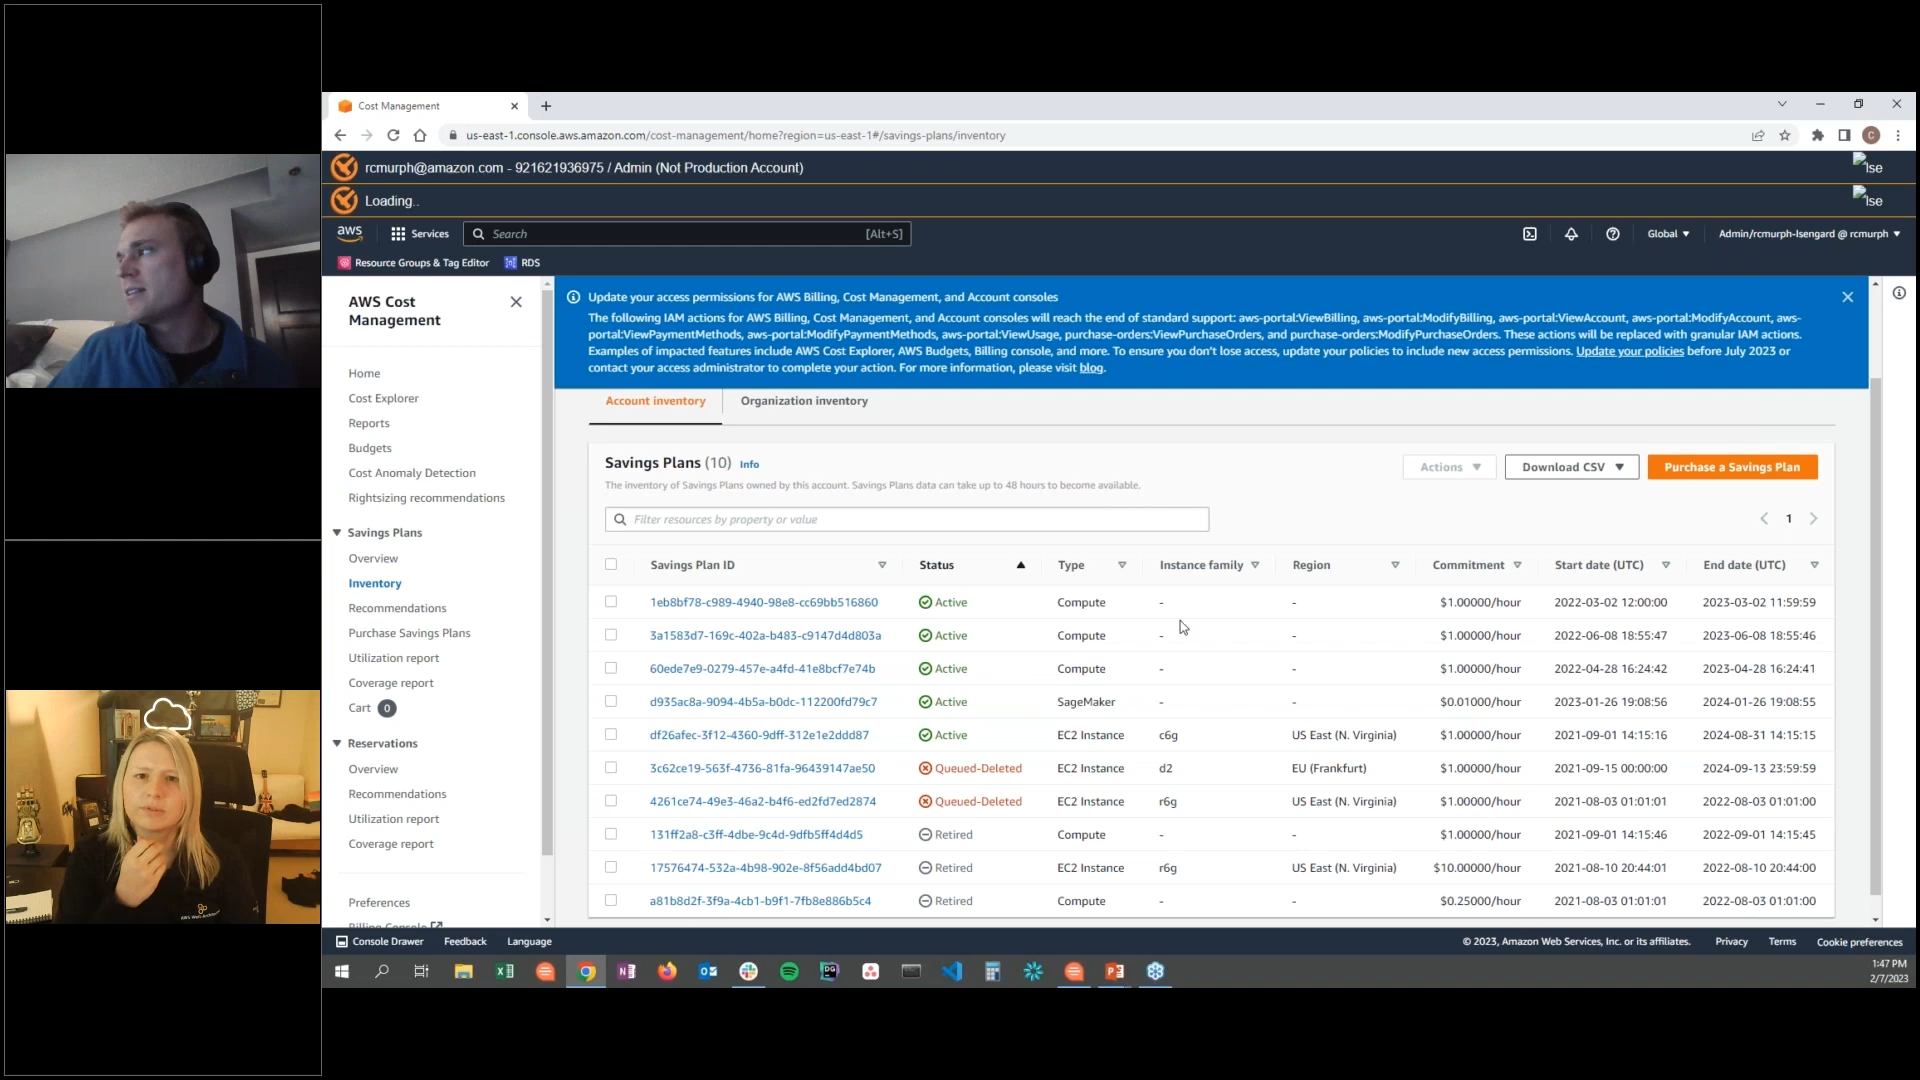 Cost Management
us-east-1.console.aws.amazon.com/cost-management/home?region=us-east-1#/savings-plans/inventory
C
rcmurph@amazon.com - 921621936975 / Admin (Not Production Account)
Ise
Loading..
Ise
aws
Services
Search
[Alt+S]
Global
Admin/rcmurph-Isengard @ rcmurph
Resource Groups & Tag Editor
RDS
AWS Cost
Management
Home
Cost Explorer
Reports
Budgets
Cost Anomaly Detection
Rightsizing recommendations
Savings Plans
Overview
Inventory
Recommendations
Purchase Savings Plans
Utilization report
Coverage report
Cart 0
Reservations
Overview
Recommendations
Utilization report
Coverage report
Preferences
Billing Console
Update your access permissions for AWS Billing, Cost Management, and Account consoles
The following IAM actions for AWS Billing, Cost Management, and Account consoles will reach the end of standard support: aws-portal:ViewBilling, aws-portal:ModifyBilling, aws-portal:ViewAccount, aws-portal:ModifyAccount, aws-
portal:ViewPaymentMethods, aws-portal:ModifyPaymentMethods, aws-portal:ViewUsage, purchase-orders:ViewPurchaseOrders, and purchase-orders:ModifyPurchaseOrders. These actions will be replaced with granular IAM actions.
Examples of impacted features include AWS Cost Explorer, AWS Budgets, Billing console, and more. To ensure you don't lose access, update your policies to include new access permissions. Update your policies before July 2023 or
contact your access administrator to complete your action. For more information, please visit blog.
Account inventory
Organization inventory
Savings Plans (10) Info
The inventory of Savings Plans owned by this account. Savings Plans data can take up to 48 hours to become available.
Actions
Download CSV
Purchase a Savings Plan
Filter resources by property or value
1
Savings Plan ID Status Type Instance family Region Commitment Start date (UTC) End date (UTC)
1eb8bf78-c989-4940-98e8-cc69bb516860 Active Compute - - $1.00000/hour 2022-03-02 12:00:00 2023-03-02 11:59:59
3a1583d7-169c-402a-b483-c9147d4d803a Active Compute - - $1.00000/hour 2022-06-08 18:55:47 2023-06-08 18:55:46
60ede7e9-0279-457e-a4fd-41e8bcf7e74b Active Compute - - $1.00000/hour 2022-04-28 16:24:42 2023-04-28 16:24:41
d935ac8a-9094-4b5a-b0dc-112200fd79c7 Active SageMaker - - $0.01000/hour 2023-01-26 19:08:56 2024-01-26 19:08:55
df26afec-3f12-4360-9dff-312e1e2ddd87 Active EC2 Instance c6g US East (N. Virginia) $1.00000/hour 2021-09-01 14:15:16 2024-08-31 14:15:15
3c62ce19-563f-4736-81fa-96439147ae50 Queued-Deleted EC2 Instance d2 EU (Frankfurt) $1.00000/hour 2021-09-15 00:00:00 2024-09-13 23:59:59
4261ce74-49e3-46a2-b4f6-ed2fd7ed2874 Queued-Deleted EC2 Instance r6g US East (N. Virginia) $1.00000/hour 2021-08-03 01:01:01 2022-08-03 01:01:00
131ff2a8-c3ff-4dbe-9c4d-9dfb5ff4d4d5 Retired Compute - - $1.00000/hour 2021-09-01 14:15:46 2022-09-01 14:15:45
17576474-532a-4b98-902e-8f56add4bd07 Retired EC2 Instance r6g US East (N. Virginia) $10.00000/hour 2021-08-10 20:44:01 2022-08-10 20:44:00
a81b8d2f-3f9a-4cb1-b9f1-7fb8e886b5c4 Retired Compute - - $0.25000/hour 2021-08-03 01:01:01 2022-08-03 01:01:00
Console Drawer
Feedback
Language
© 2023, Amazon Web Services, Inc. or its affiliates.
Privacy
Terms
Cookie preferences
1:47 PM
2/7/2023